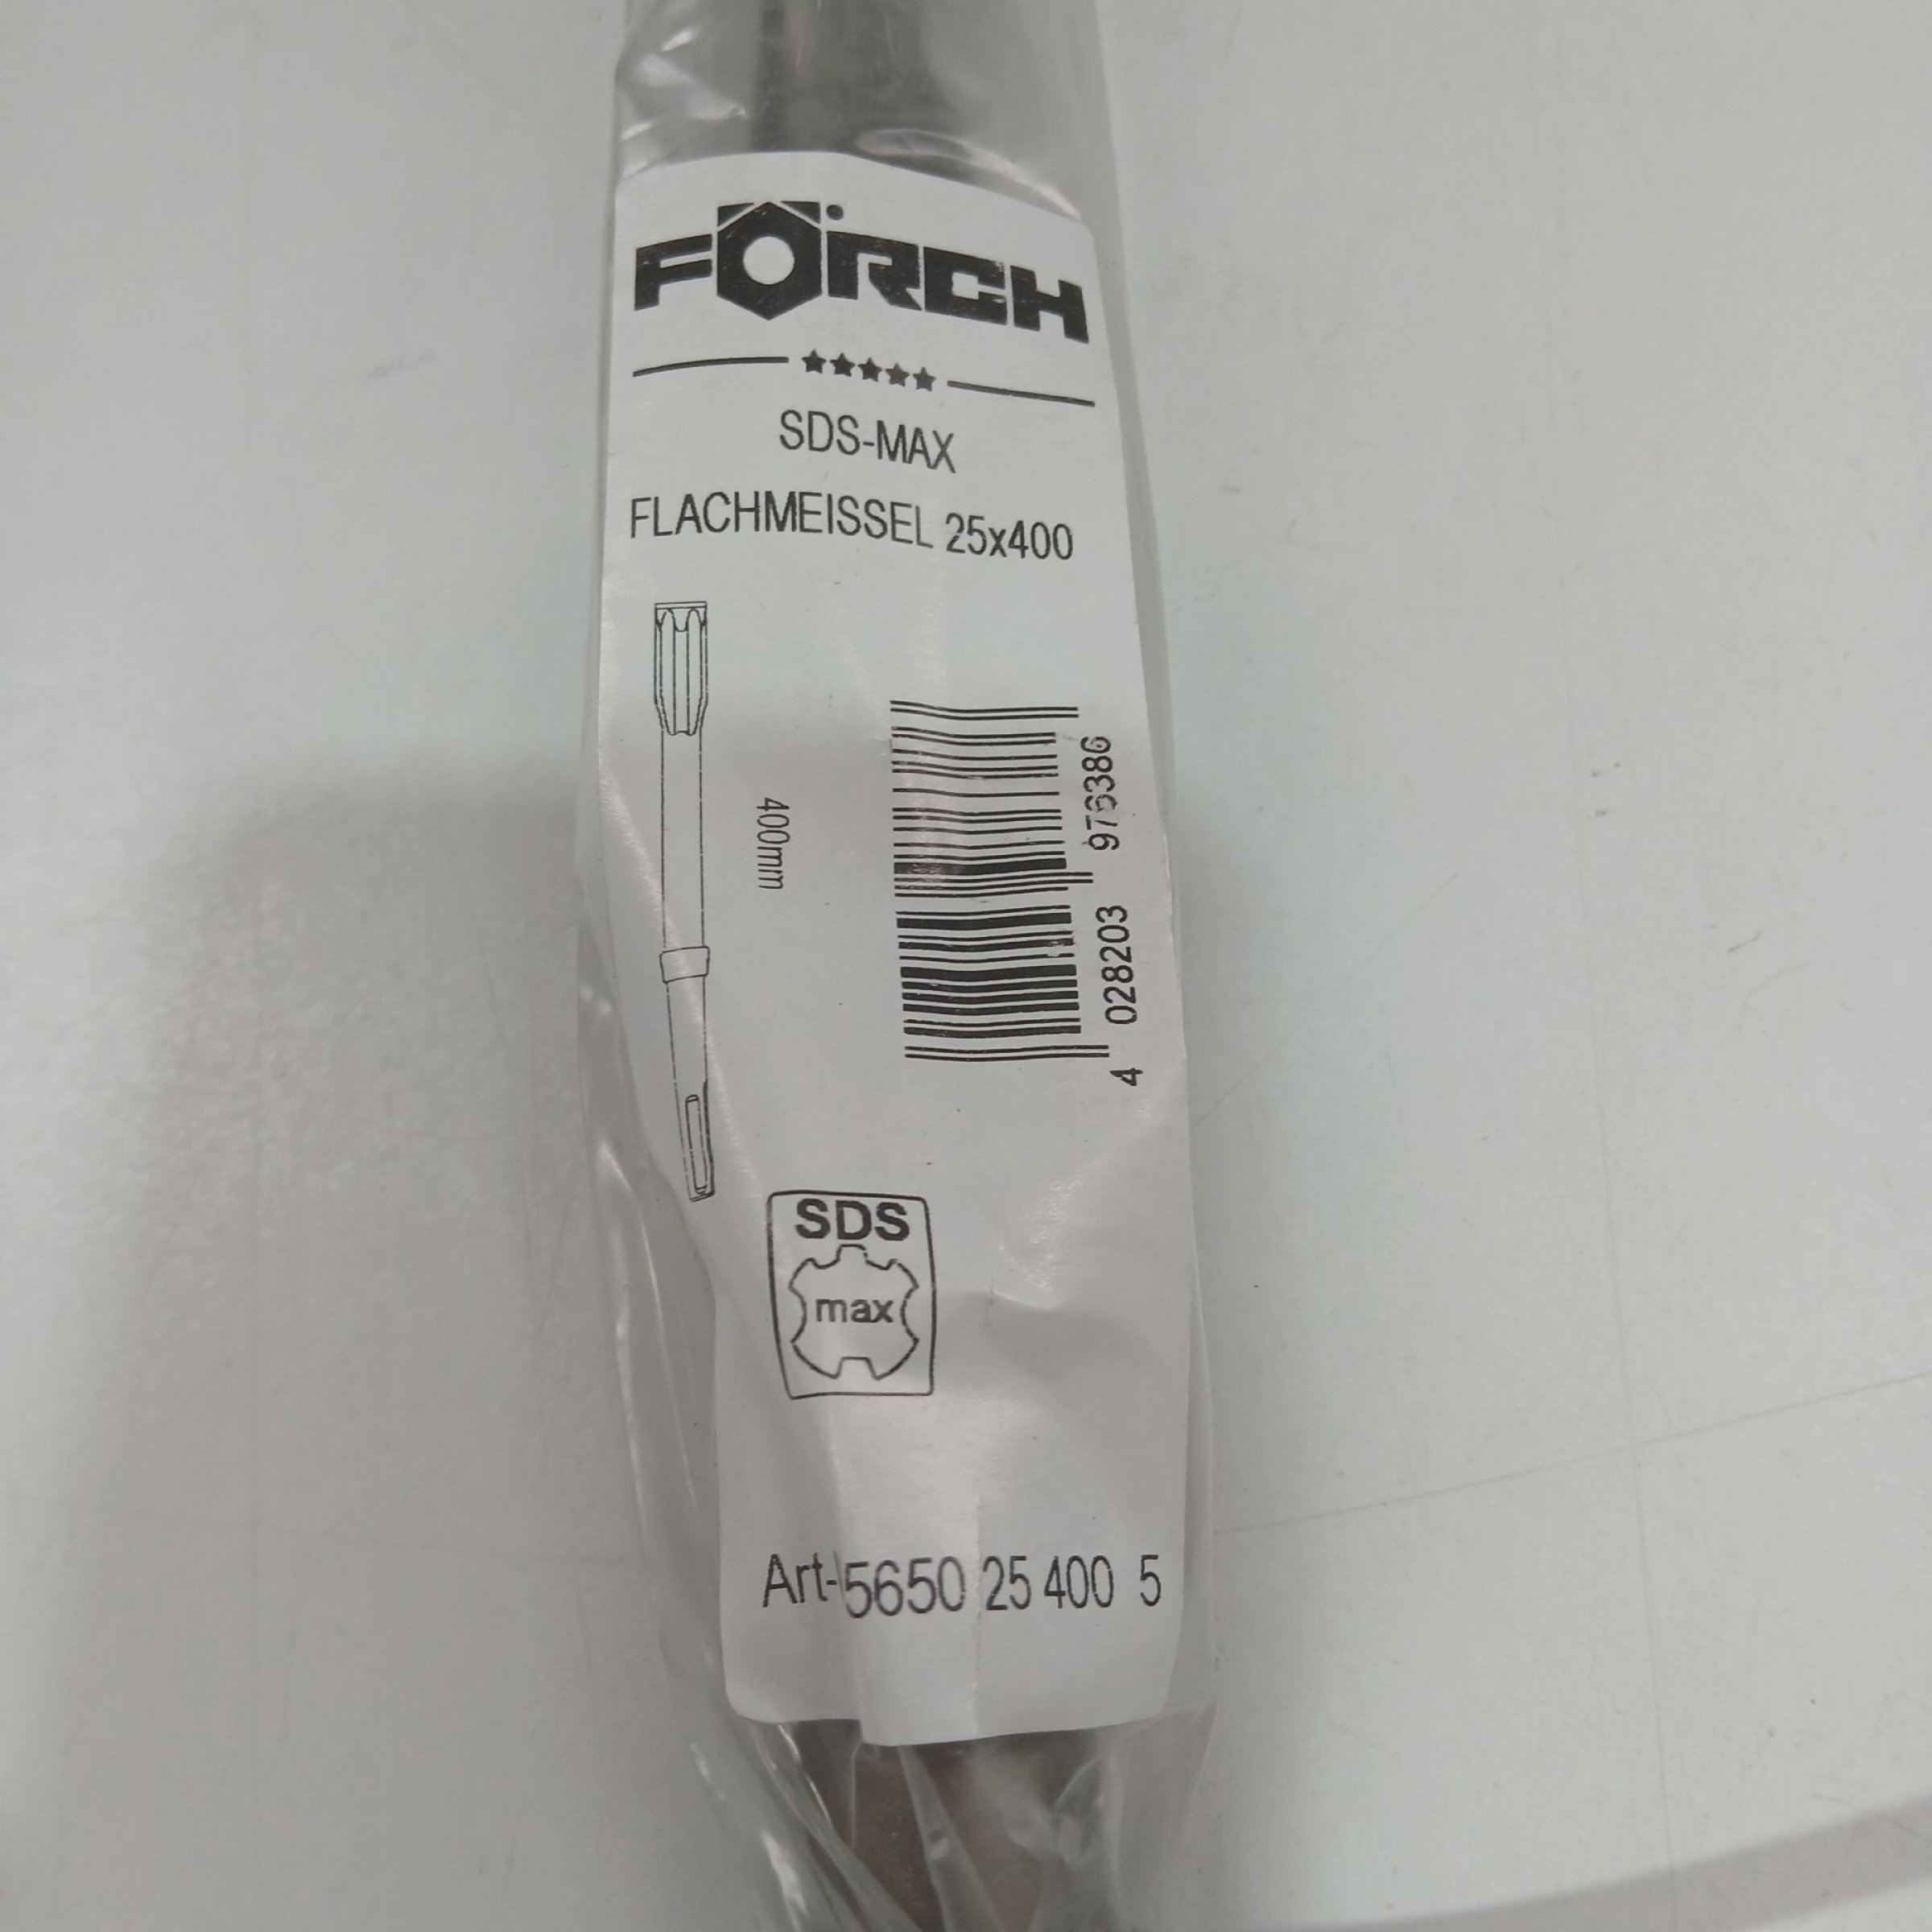 FÖRCH
SDS-MAX
FLACHMEISSEL 25x400
400mm
4 028203 976386
SDS
max
Art-5650 25 400 5